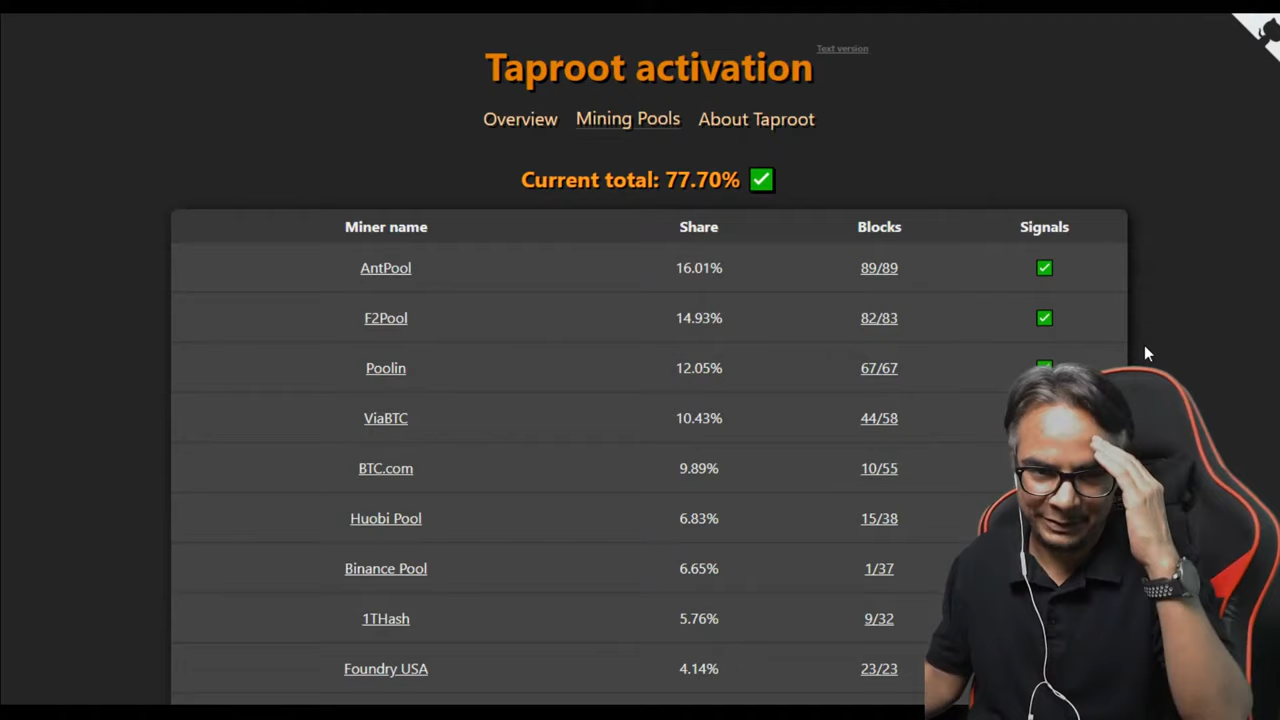 Text version
Taproot activation
Overview Mining Pools About Taproot
Current total: 77.70%
Miner name Share Blocks Signals
AntPool 16.01% 89/89
F2Pool 14.93% 82/83
Poolin 12.05% 67/67
ViaBTC 10.43% 44/58
BTC.com 9.89% 10/55
Huobi Pool 6.83% 15/38
Binance Pool 6.65% 1/37
1THash 5.76% 9/32
Foundry USA 4.14% 23/23